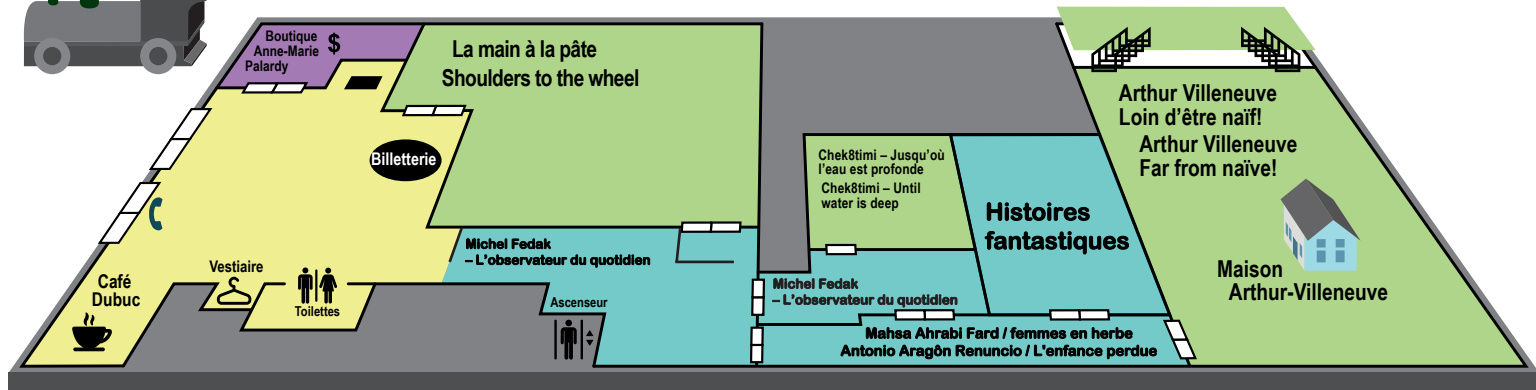 Boutique
Anne-Marie
Palardy
$
La main à la pâte
Shoulders to the wheel
Billetterie
Café
Dubuc
Vestiaire
Toilettes
Michel Fedak
– L'observateur du quotidien
Ascenseur
Chek8timi – Jusqu'où
l'eau est profonde
Chek8timi – Until
water is deep
Michel Fedak
– L'observateur du quotidien
Histoires
fantastiques
Mahsa Ahrabi Fard / femmes en herbe
Antonio Aragôn Renuncio / L'enfance perdue
Arthur Villeneuve
Loin d'être naïf!
Arthur Villeneuve
Far from naïve!
Maison
Arthur-Villeneuve